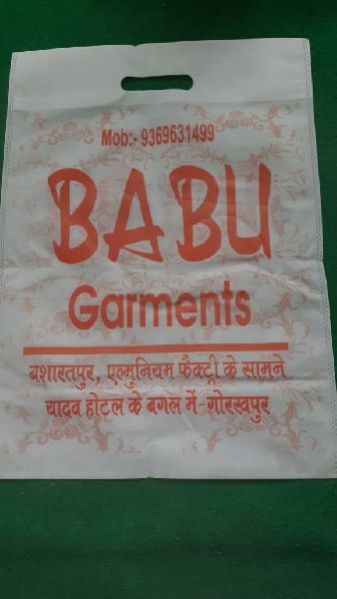 Mob:- 9369631499
BABU
Garments
बशारतपुर, एल्मुनियम फैक्ट्री के सामने
यादव होटल के बगल में-गोरखपुर